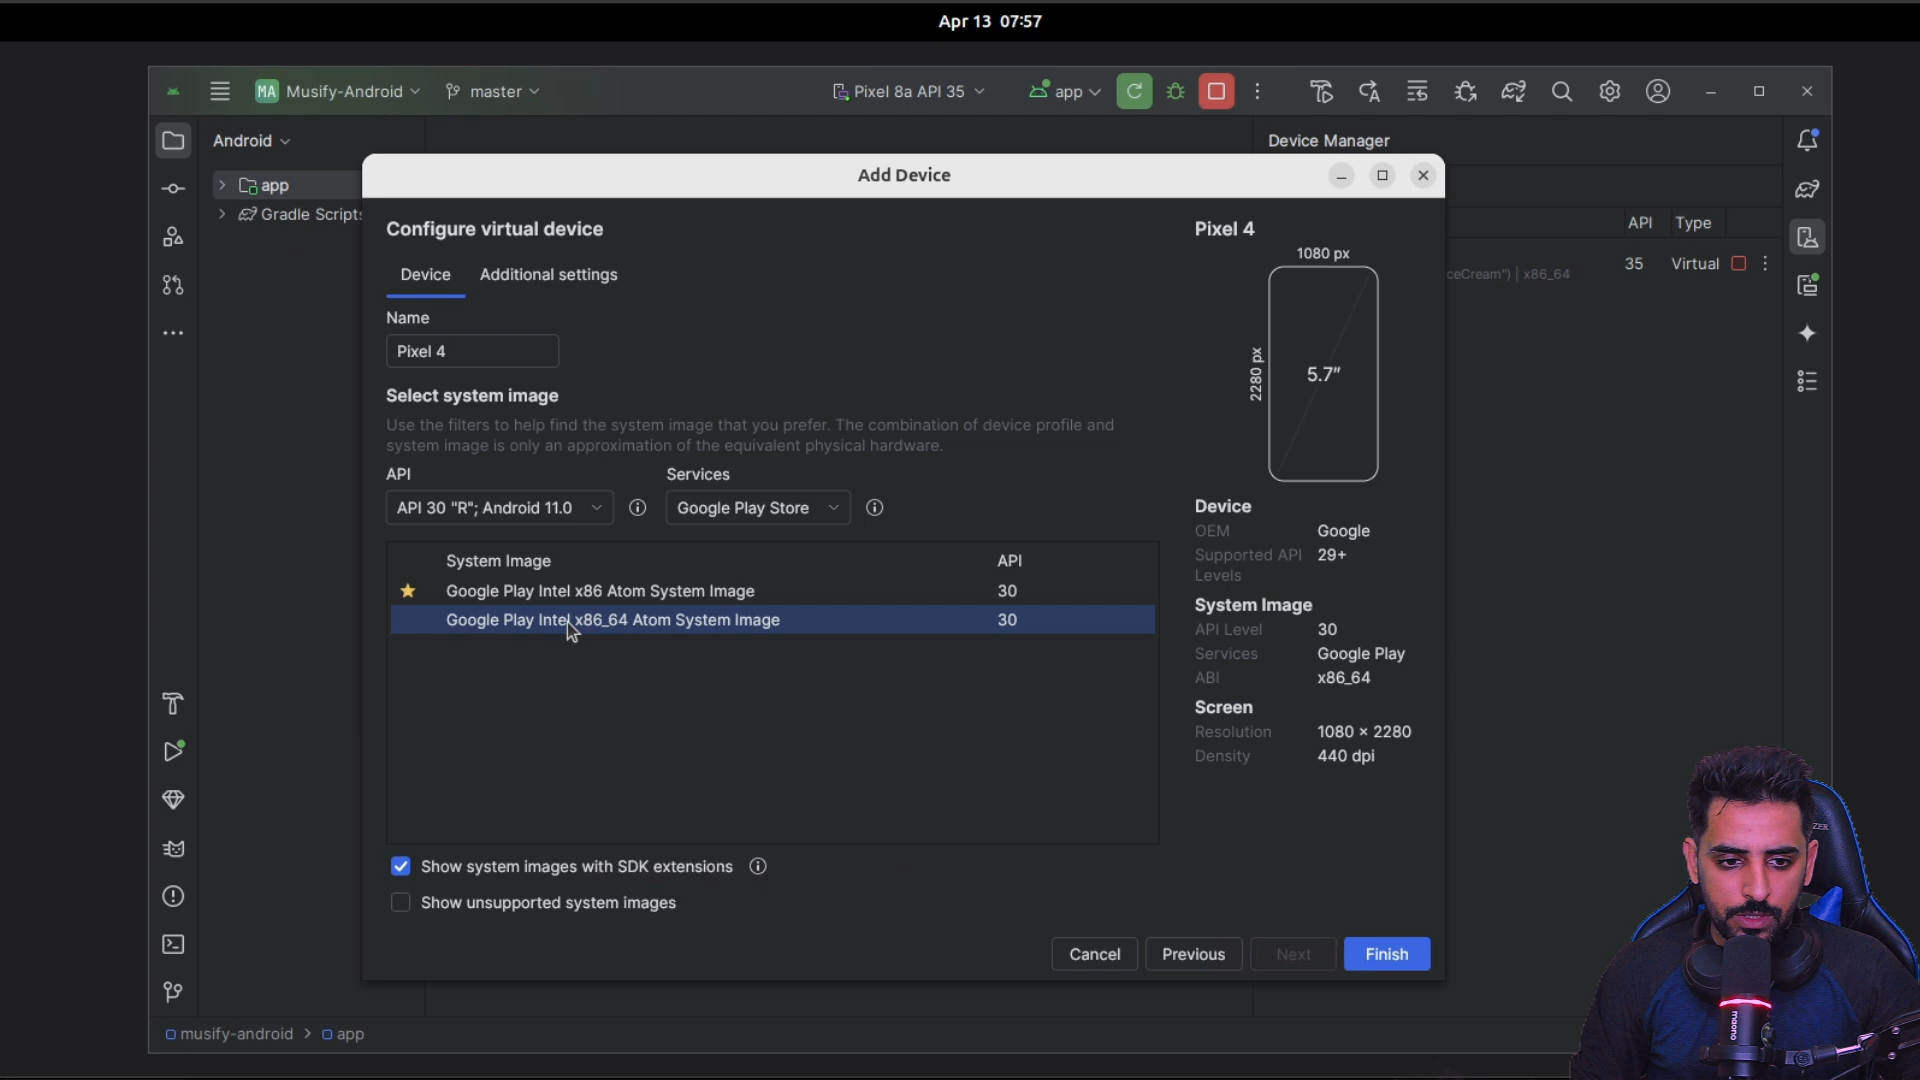 Apr 13 07:57
MA Musify-Android master Pixel 8a API 35 app
Android
Device Manager
app
Gradle Scripts
API Type
ceCream") | x86_64 35 Virtual
Add Device
Configure virtual device
Device Additional settings
Name
Pixel 4
Select system image
Use the filters to help find the system image that you prefer. The combination of device profile and
system image is only an approximation of the equivalent physical hardware.
API Services
API 30 "R"; Android 11.0 Google Play Store
System Image API
Google Play Intel x86 Atom System Image 30
Google Play Intel x86_64 Atom System Image 30
Show system images with SDK extensions
Show unsupported system images
Pixel 4
1080 px
2280 px
5.7"
Device
OEM Google
Supported API 29+
Levels
System Image
API Level 30
Services Google Play
ABI x86_64
Screen
Resolution 1080 × 2280
Density 440 dpi
Cancel Previous Next Finish
musify-android > app
maono